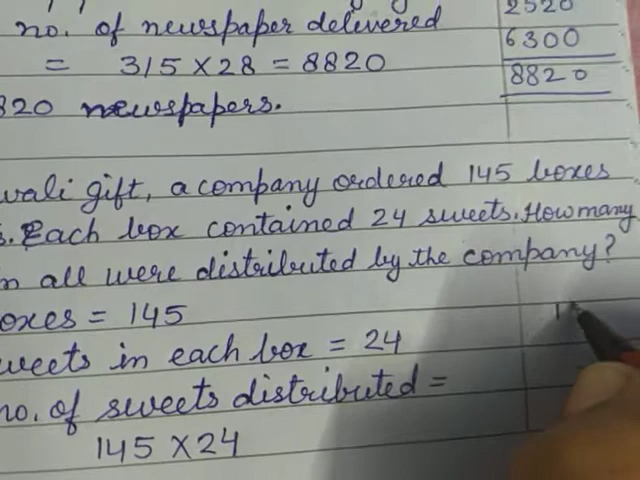 no. of newspaper delivered
2520
= 315 X 28 = 8820
6300
820 newspapers.
8820
wali gift, a company ordered 145 boxes
s. Each box contained 24 sweets. How many
in all were distributed by the company?
oxes = 145
1
weets in each box = 24
no. of sweets distributed =
145 X 24